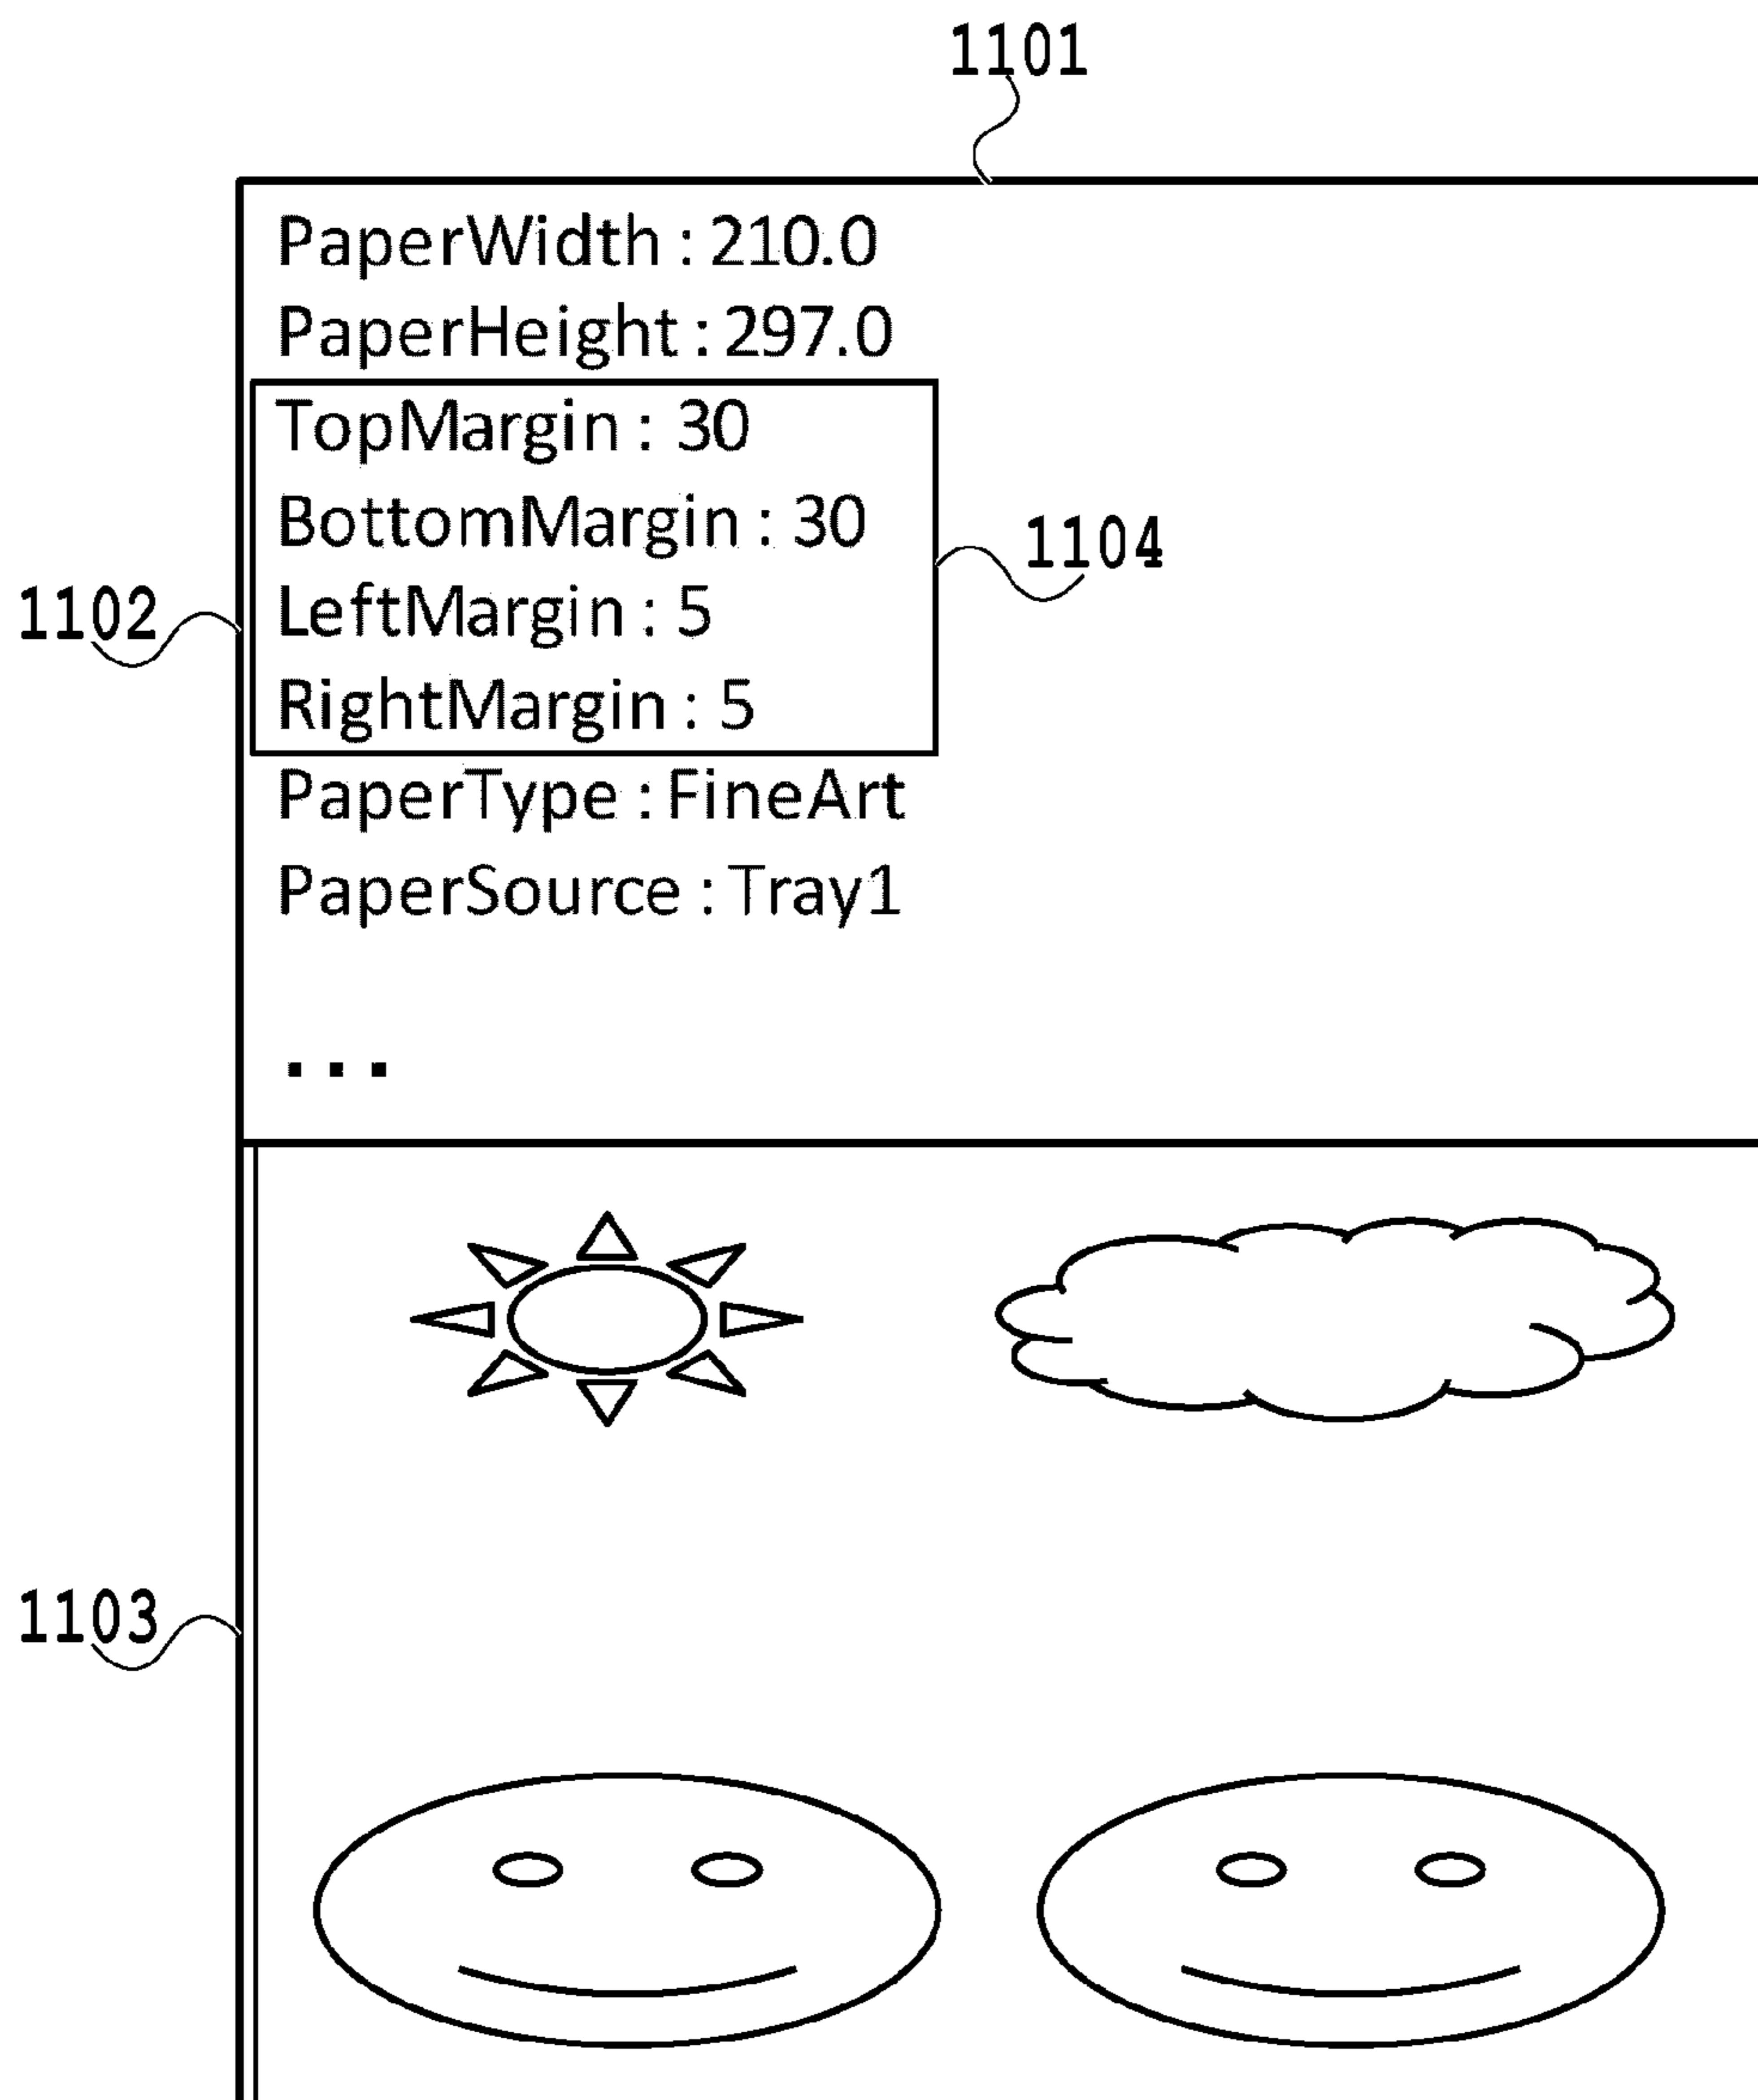 1101
PaperWidth : 210.0
PaperHeight : 297.0
TopMargin : 30
BottomMargin : 30
1104
1102
LeftMargin : 5
RightMargin : 5
PaperType : FineArt
PaperSource : Tray1
...
1103